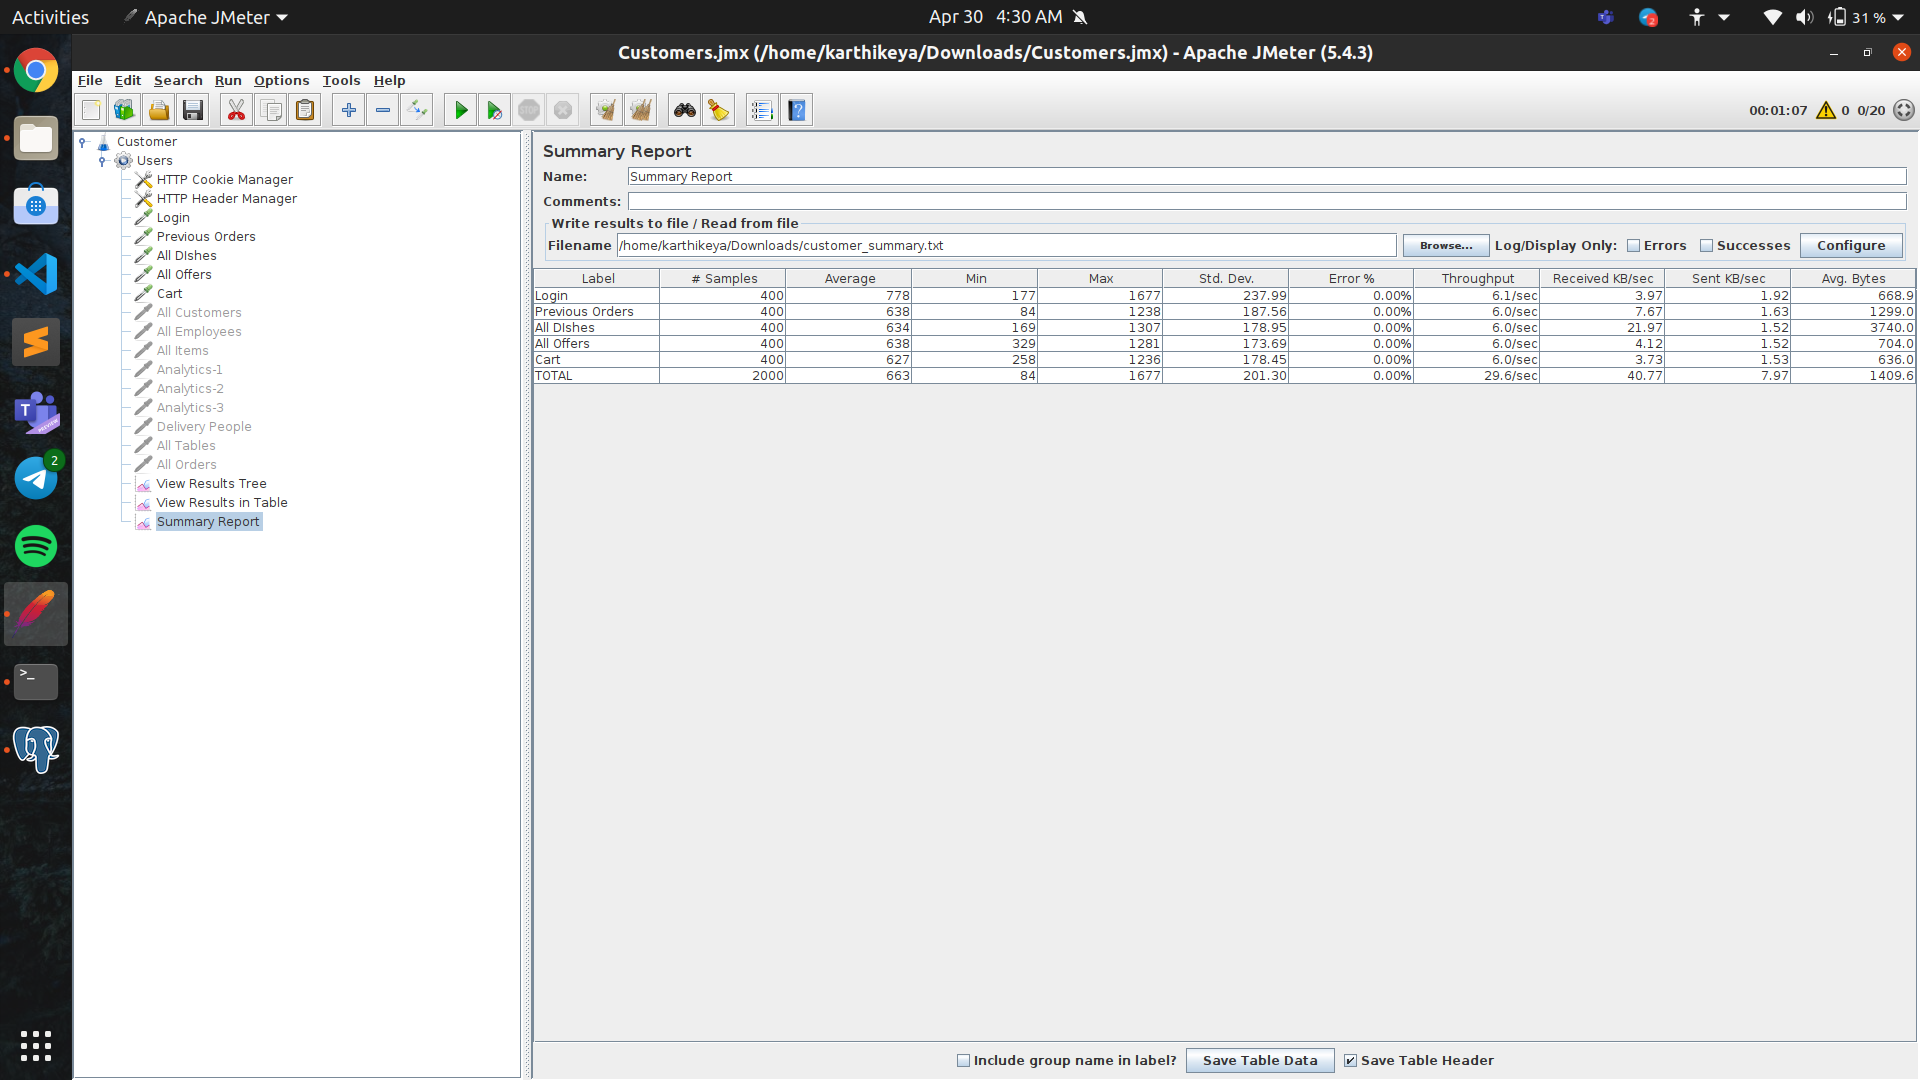 Activities Apache JMeter Apr 30 4:30 AM 31 %
Customers.jmx (/home/karthikeya/Downloads/Customers.jmx) - Apache JMeter (5.4.3)
File Edit Search Run Options Tools Help
00:01:07 0 0/20
Customer
Users
HTTP Cookie Manager
HTTP Header Manager
Login
Previous Orders
All DIshes
All Offers
Cart
All Customers
All Employees
All Items
Analytics-1
Analytics-2
Analytics-3
Delivery People
All Tables
All Orders
View Results Tree
View Results in Table
Summary Report
Summary Report
Name: Summary Report
Comments:
Write results to file / Read from file
Filename /home/karthikeya/Downloads/customer_summary.txt Browse... Log/Display Only: Errors Successes Configure
Label # Samples Average Min Max Std. Dev. Error % Throughput Received KB/sec Sent KB/sec Avg. Bytes
Login 400 778 177 1677 237.99 0.00% 6.1/sec 3.97 1.92 668.9
Previous Orders 400 638 84 1238 187.56 0.00% 6.0/sec 7.67 1.63 1299.0
All DIshes 400 634 169 1307 178.95 0.00% 6.0/sec 21.97 1.52 3740.0
All Offers 400 638 329 1281 173.69 0.00% 6.0/sec 4.12 1.52 704.0
Cart 400 627 258 1236 178.45 0.00% 6.0/sec 3.73 1.53 636.0
TOTAL 2000 663 84 1677 201.30 0.00% 29.6/sec 40.77 7.97 1409.6
Include group name in label? Save Table Data Save Table Header
2
2
T
>_